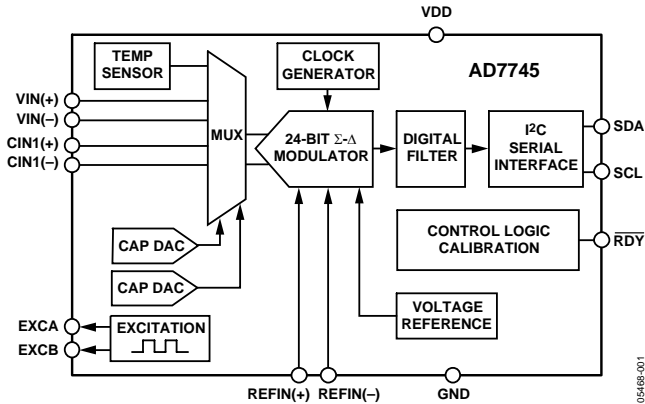 VDD
TEMP
SENSOR
CLOCK
GENERATOR
AD7745
VIN(+)
VIN(–)
CIN1(+)
CIN1(–)
MUX
24-BIT Σ-Δ
MODULATOR
DIGITAL
FILTER
I²C
SERIAL
INTERFACE
SDA
SCL
CAP DAC
CAP DAC
CONTROL LOGIC
CALIBRATION
RDY
EXCA
EXCB
EXCITATION
VOLTAGE
REFERENCE
REFIN(+)
REFIN(–)
GND
05468-001